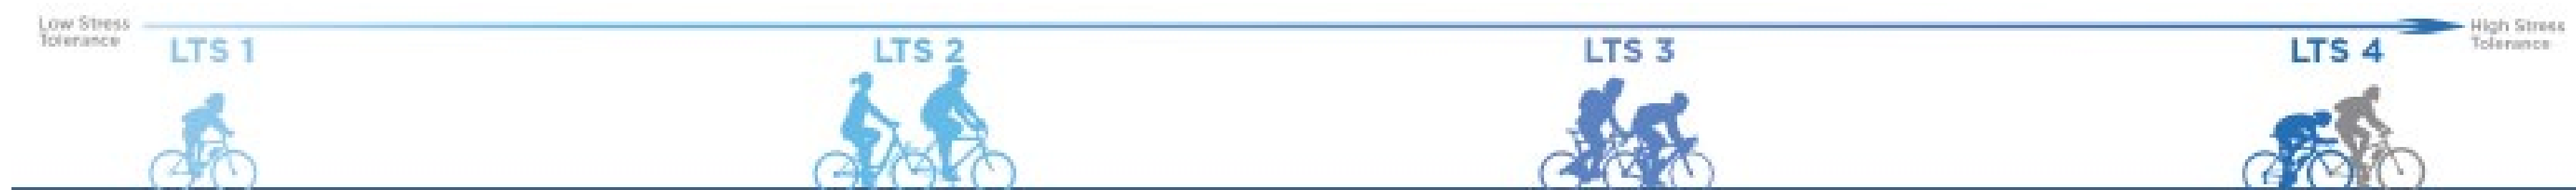 Low Stress
Tolerance
LTS 1
LTS 2
LTS 3
LTS 4
High Stress
Tolerance